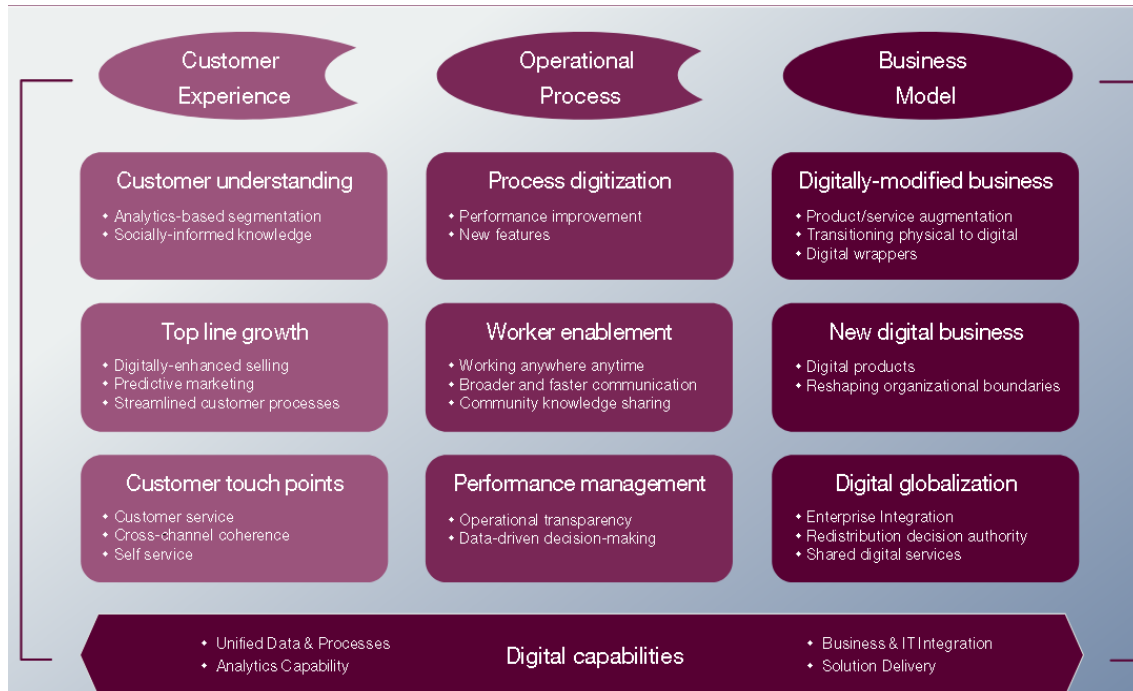 Customer
Experience
Operational
Process
Business
Model
Customer understanding
• Analytics-based segmentation
• Socially-informed knowledge
Process digitization
• Performance improvement
• New features
Digitally-modified business
• Product/service augmentation
• Transitioning physical to digital
• Digital wrappers
Top line growth
• Digitally-enhanced selling
• Predictive marketing
• Streamlined customer processes
Worker enablement
• Working anywhere anytime
• Broader and faster communication
• Community knowledge sharing
New digital business
• Digital products
• Reshaping organizational boundaries
Customer touch points
• Customer service
• Cross-channel coherence
• Self service
Performance management
• Operational transparency
• Data-driven decision-making
Digital globalization
• Enterprise Integration
• Redistribution decision authority
• Shared digital services
• Unified Data & Processes
• Analytics Capability
Digital capabilities
• Business & IT Integration
• Solution Delivery